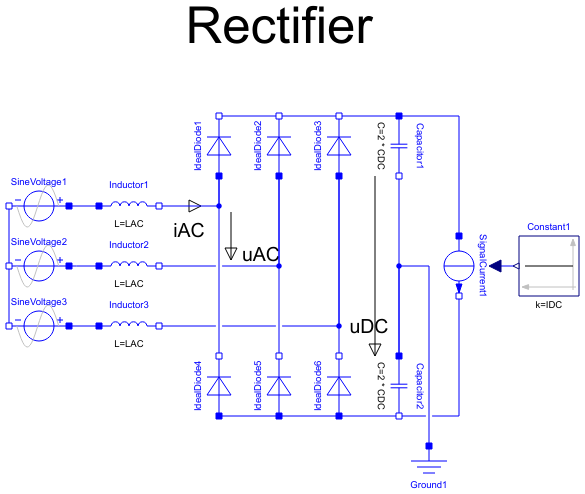 Rectifier
IdealDiode1
IdealDiode2
IdealDiode3
C=2 * CDC
Capacitor1
SineVoltage1
- +
Inductor1
L=LAC
iAC
uAC
SineVoltage2
- +
Inductor2
L=LAC
SignalCurrent1
Constant1
k=IDC
SineVoltage3
- +
Inductor3
L=LAC
uDC
IdealDiode4
IdealDiode5
IdealDiode6
C=2 * CDC
Capacitor2
Ground1